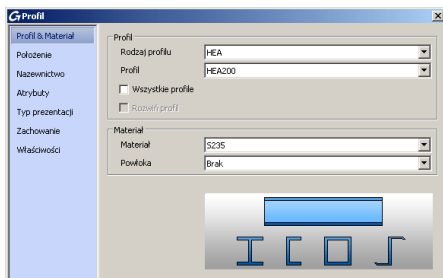 Profil
Profil & Materiał
Położenie
Nazewnictwo
Atrybuty
Typ prezentacji
Zachowanie
Właściwości
Profil
Rodzaj profilu HEA
Profil HEA200
Wszystkie profile
Rozwiń profil
Materiał
Materiał S235
Powłoka Brak